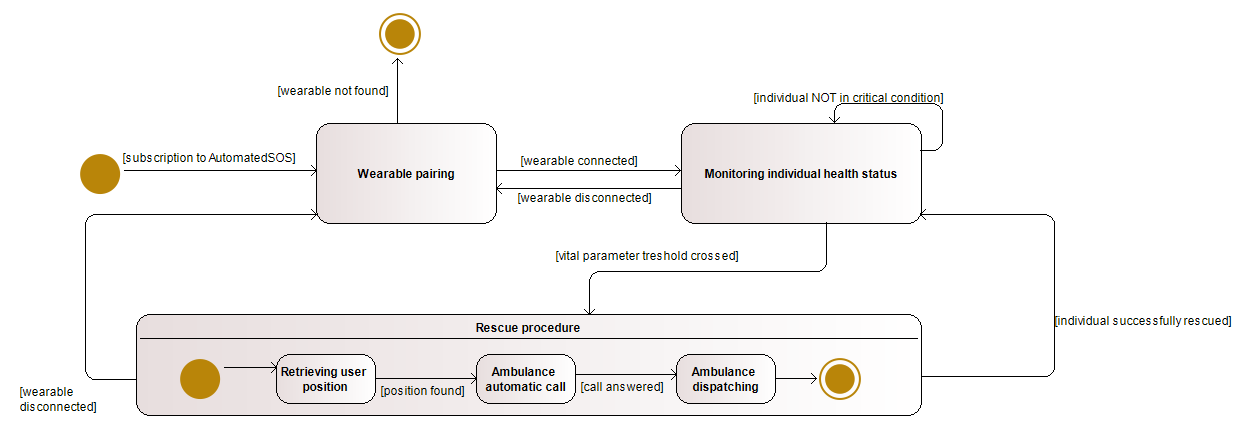 [wearable not found]
[individual NOT in critical condition]
[subscription to AutomatedSOS]
Wearable pairing
[wearable connected]
[wearable disconnected]
Monitoring individual health status
[vital parameter treshold crossed]
[individual successfully rescued]
Rescue procedure
Retrieving user
position
[position found]
Ambulance
automatic call
[call answered]
Ambulance
dispatching
[wearable
disconnected]